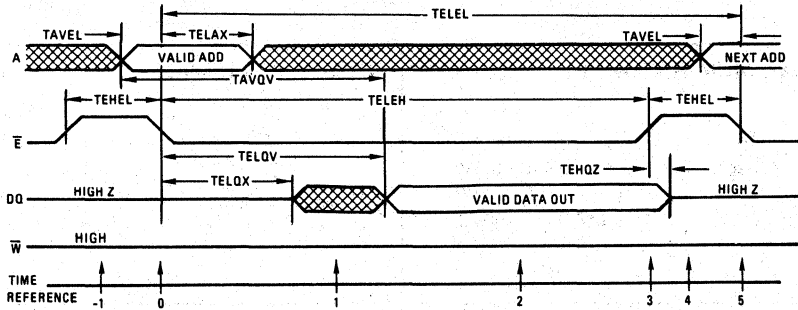 TELEL
TAVEL TELAX TAVEL
A VALID ADD NEXT ADD
TAVQV
TEHEL TELEH TEHEL
E
TELQV
TELQX TEHQZ
DQ HIGH Z VALID DATA OUT HIGH Z
W HIGH
TIME
REFERENCE -1 0 1 2 3 4 5